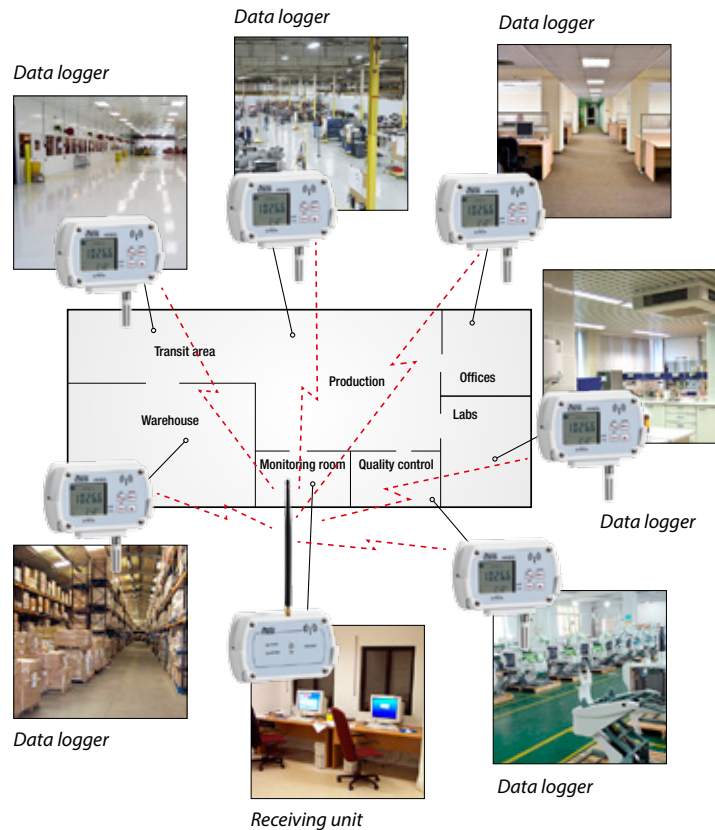 Data logger
Data logger
Data logger
Transit area
Production
Offices
Warehouse
Labs
Monitoring room
Quality control
Data logger
Data logger
Data logger
Receiving unit